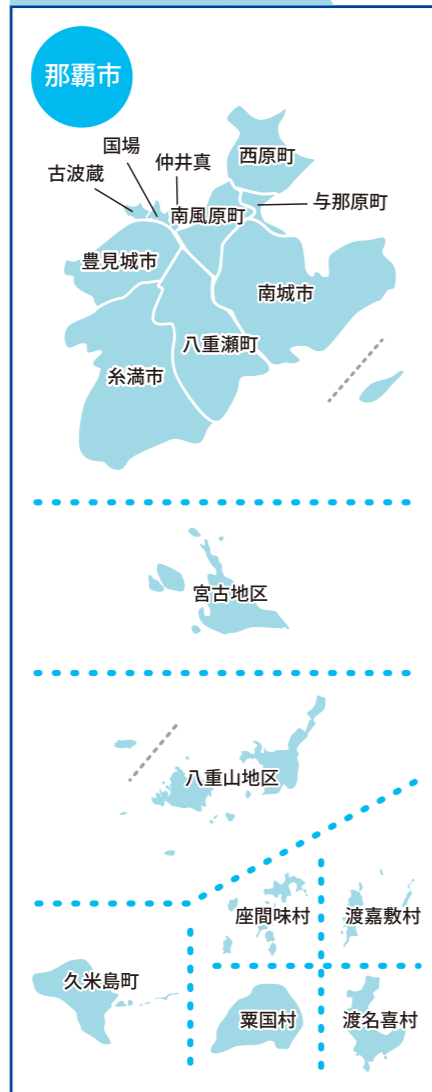 那覇市
国場
仲井真
古波蔵
西原町
与那原町
南風原町
豊見城市
南城市
八重瀬町
糸満市
宮古地区
八重山地区
座間味村
渡嘉敷村
久米島町
粟国村
渡名喜村